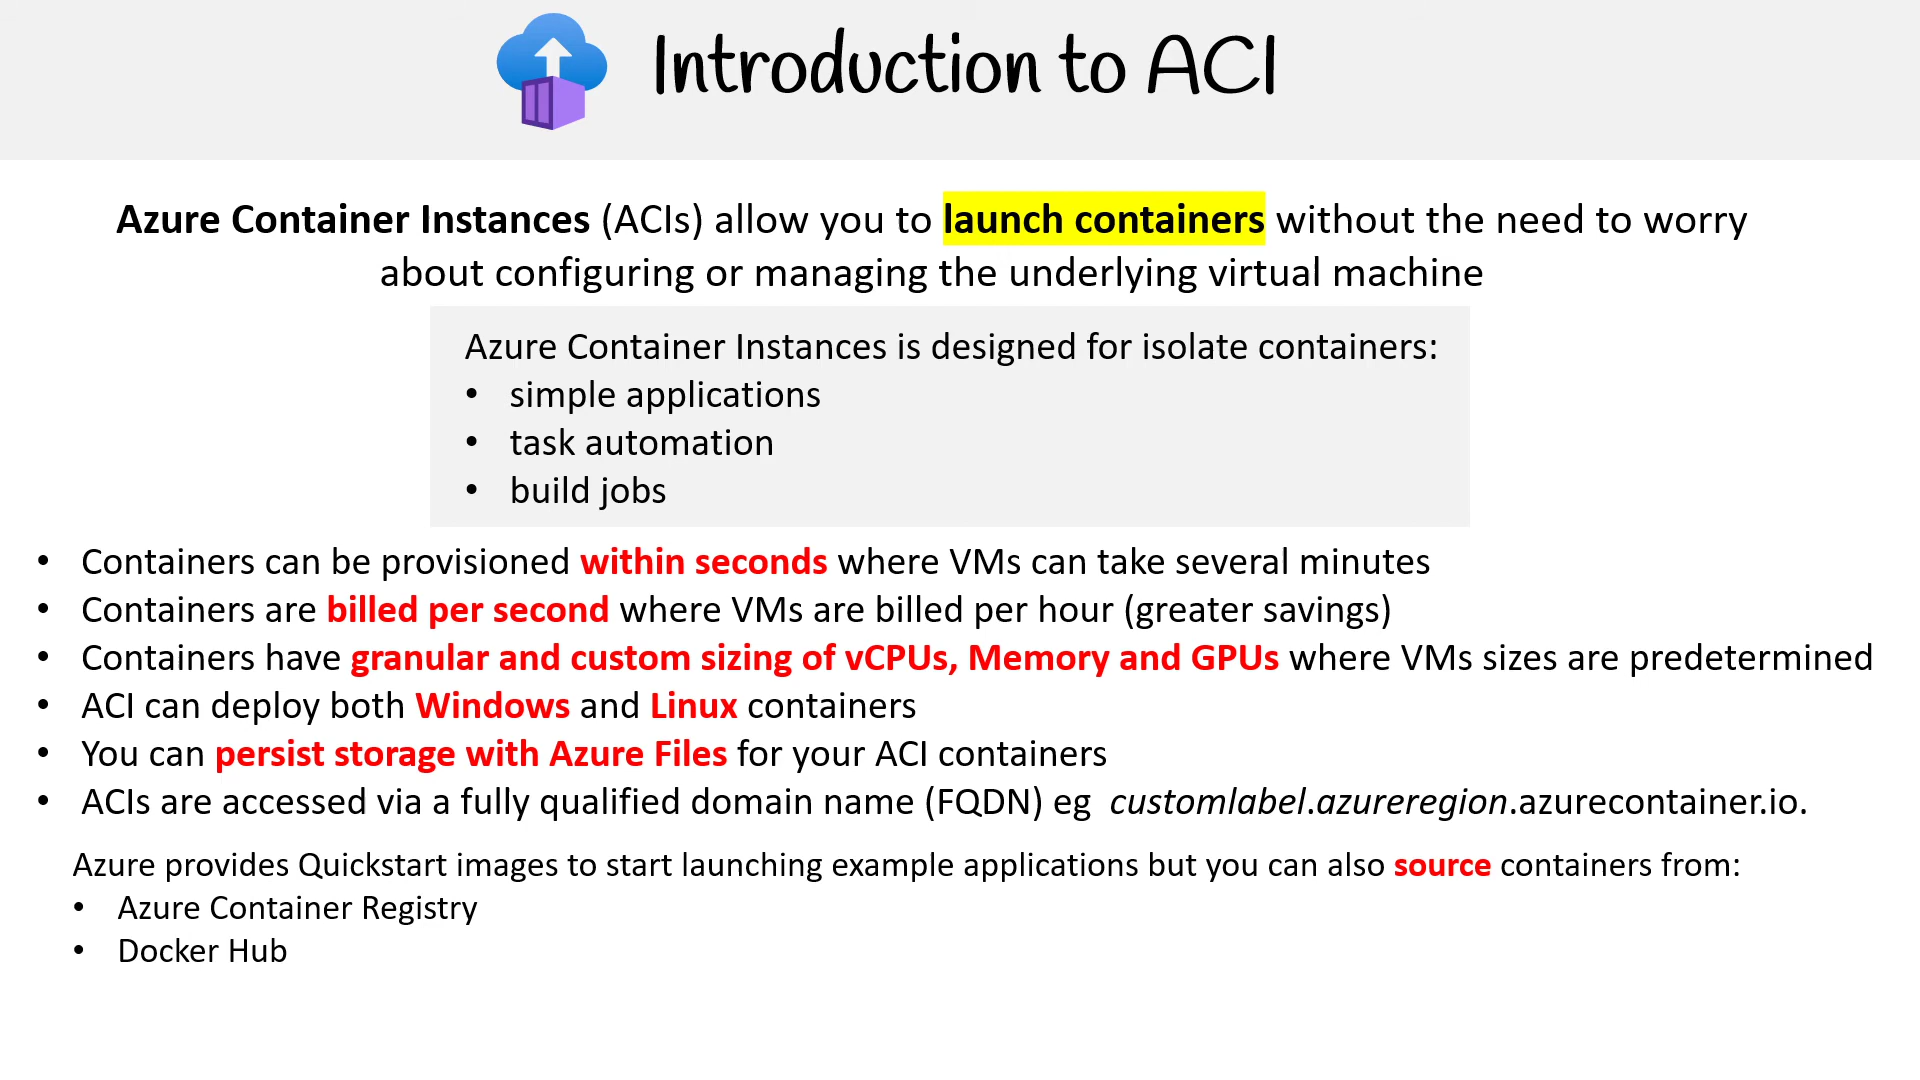 Introduction to ACI
Azure Container Instances (ACIs) allow you to launch containers without the need to worry
about configuring or managing the underlying virtual machine
Azure Container Instances is designed for isolate containers:
• simple applications
• task automation
• build jobs
• Containers can be provisioned within seconds where VMs can take several minutes
• Containers are billed per second where VMs are billed per hour (greater savings)
• Containers have granular and custom sizing of vCPUs, Memory and GPUs where VMs sizes are predetermined
• ACI can deploy both Windows and Linux containers
• You can persist storage with Azure Files for your ACI containers
• ACIs are accessed via a fully qualified domain name (FQDN) eg customlabel.azureregion.azurecontainer.io.
Azure provides Quickstart images to start launching example applications but you can also source containers from:
• Azure Container Registry
• Docker Hub